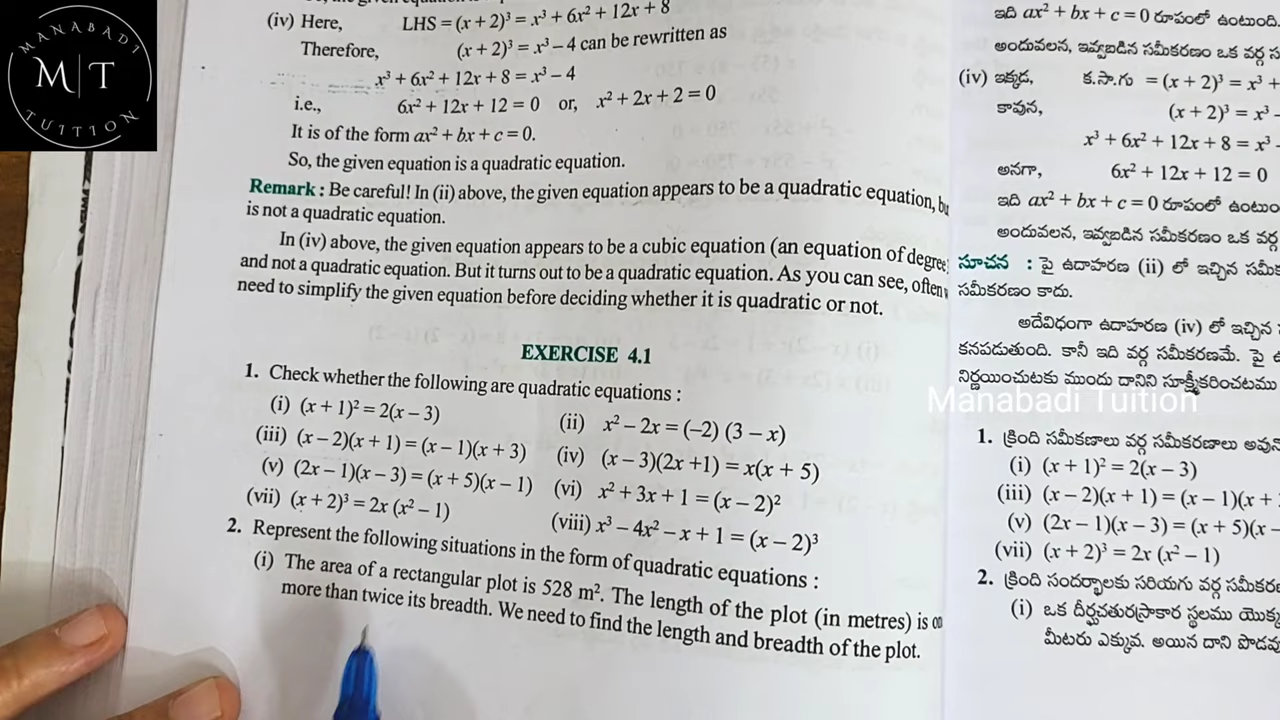 MANABADI
M|T
TUITION
(iv) Here, LHS = (x + 2)³ = x³ + 6x² + 12x + 8
Therefore, (x + 2)³ = x³ – 4 can be rewritten as
x³ + 6x² + 12x + 8 = x³ – 4
i.e., 6x² + 12x + 12 = 0 or, x² + 2x + 2 = 0
It is of the form ax² + bx + c = 0.
So, the given equation is a quadratic equation.
Remark : Be careful! In (ii) above, the given equation appears to be a quadratic equation,
is not a quadratic equation.
In (iv) above, the given equation appears to be a cubic equation (an equation of degree
and not a quadratic equation. But it turns out to be a quadratic equation. As you can see, often
need to simplify the given equation before deciding whether it is quadratic or not.
EXERCISE 4.1
1. Check whether the following are quadratic equations :
(i) (x + 1)² = 2(x – 3) (ii) x² – 2x = (–2) (3 – x)
(iii) (x – 2)(x + 1) = (x – 1)(x + 3) (iv) (x – 3)(2x +1) = x(x + 5)
(v) (2x – 1)(x – 3) = (x + 5)(x – 1) (vi) x² + 3x + 1 = (x – 2)²
(vii) (x + 2)³ = 2x (x² – 1) (viii) x³ – 4x² – x + 1 = (x – 2)³
2. Represent the following situations in the form of quadratic equations :
(i) The area of a rectangular plot is 528 m². The length of the plot (in metres) is
more than twice its breadth. We need to find the length and breadth of the plot.
ఇది ax² + bx + c = 0 రూపంలో ఉంటుంది.
అందువలన, ఇవ్వబడిన సమీకరణం ఒక వర్గ
(iv) ఇక్కడ, క.సా.గు = (x + 2)³ = x³ +
కావున, (x + 2)³ = x³ –
x³ + 6x² + 12x + 8 = x³ –
అనగా, 6x² + 12x + 12 = 0
ఇది ax² + bx + c = 0 రూపంలో
అందువలన, ఇవ్వబడిన సమీకరణం ఒక వర్గ
సూచన : పై ఉదాహరణ (ii) లో ఇచ్చిన
సమీకరణం కాదు.
అదేవిధంగా ఉదాహరణ (iv) లో ఇచ్చిన
కనపడుతుంది. కానీ ఇది వర్గ సమీకరణమే. పై
నిర్ణయించుటకు ముందు దానిని సూక్ష్మీకరించటము
Manabadi Tuition
1. క్రింది సమీకణాలు వర్గ సమీకరణాలు
(i) (x + 1)² = 2(x – 3)
(iii) (x – 2)(x + 1) = (x – 1)(x +
(v) (2x – 1)(x – 3) = (x + 5)(x –
(vii) (x + 2)³ = 2x (x² – 1)
2. క్రింది సందర్భాలకు సరియగు వర్గ
(i) ఒక దీర్ఘచతురస్రాకార స్థలము
మీటరు ఎక్కువ. అయిన దాని